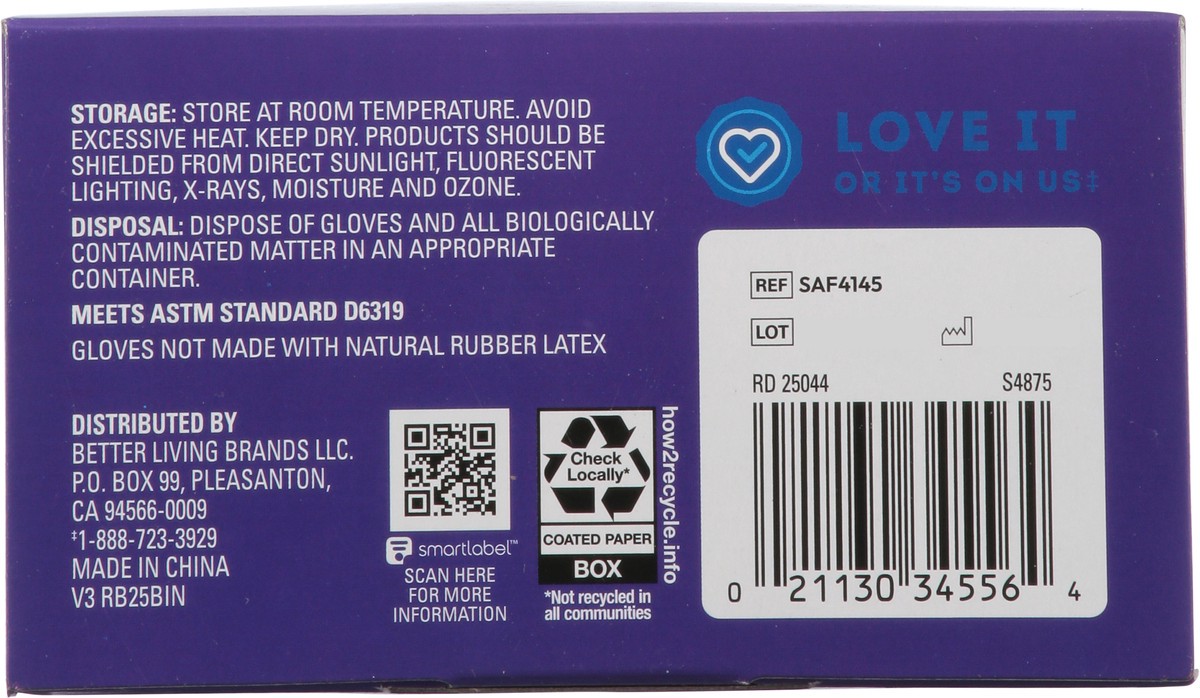 STORAGE: STORE AT ROOM TEMPERATURE. AVOID
EXCESSIVE HEAT. KEEP DRY. PRODUCTS SHOULD BE
SHIELDED FROM DIRECT SUNLIGHT, FLUORESCENT
LIGHTING, X-RAYS, MOISTURE AND OZONE.
DISPOSAL: DISPOSE OF GLOVES AND ALL BIOLOGICALLY
CONTAMINATED MATTER IN AN APPROPRIATE
CONTAINER.
MEETS ASTM STANDARD D6319
GLOVES NOT MADE WITH NATURAL RUBBER LATEX
DISTRIBUTED BY
BETTER LIVING BRANDS LLC.
P.O. BOX 99, PLEASANTON,
CA 94566-0009
‡1-888-723-3929
MADE IN CHINA
V3 RB25BIN
smartlabel™
SCAN HERE
FOR MORE
INFORMATION
Check
Locally*
COATED PAPER
BOX
*Not recycled in
all communities
how2recycle.info
LOVE IT
OR IT'S ON US‡
REF SAF4145
LOT
RD 25044 S4875
0 21130 34556 4